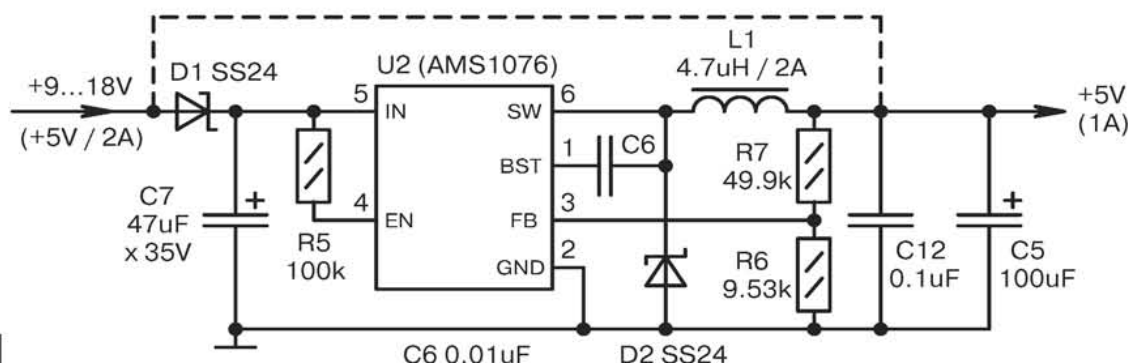 L1
4.7uH / 2A
U2 (AMS1076)
D1 SS24
+9...18V
(+5V / 2A)
+5V
(1A)
5
IN
SW
6
1
BST
C6
R7
49.9k
C7
47uF
x 35V
+
4
EN
FB
3
R5
100k
GND
2
R6
9.53k
C12
0.1uF
+
C5
100uF
C6 0.01uF
D2 SS24